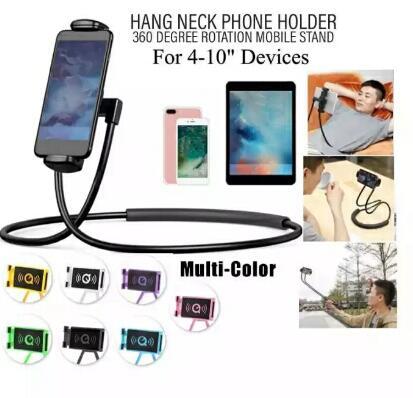 HANG NECK PHONE HOLDER
360 DEGREE ROTATION MOBILE STAND
For 4-10" Devices
Multi-Color